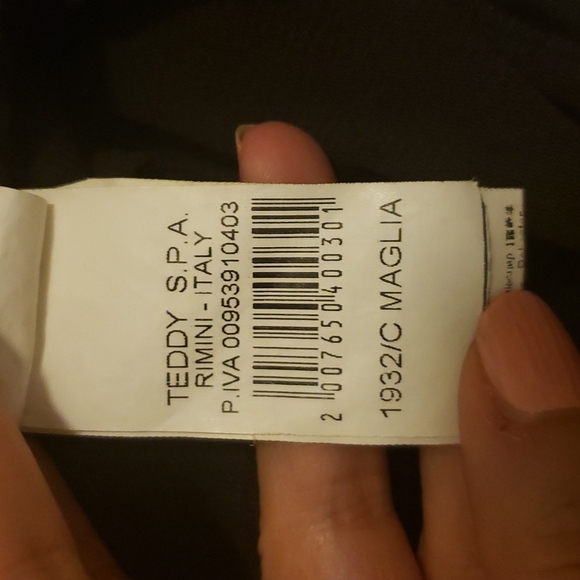 TEDDY S.P.A.
RIMINI - ITALY
P.IVA 00953910403
2 007650 400301
1932/C MAGLIA